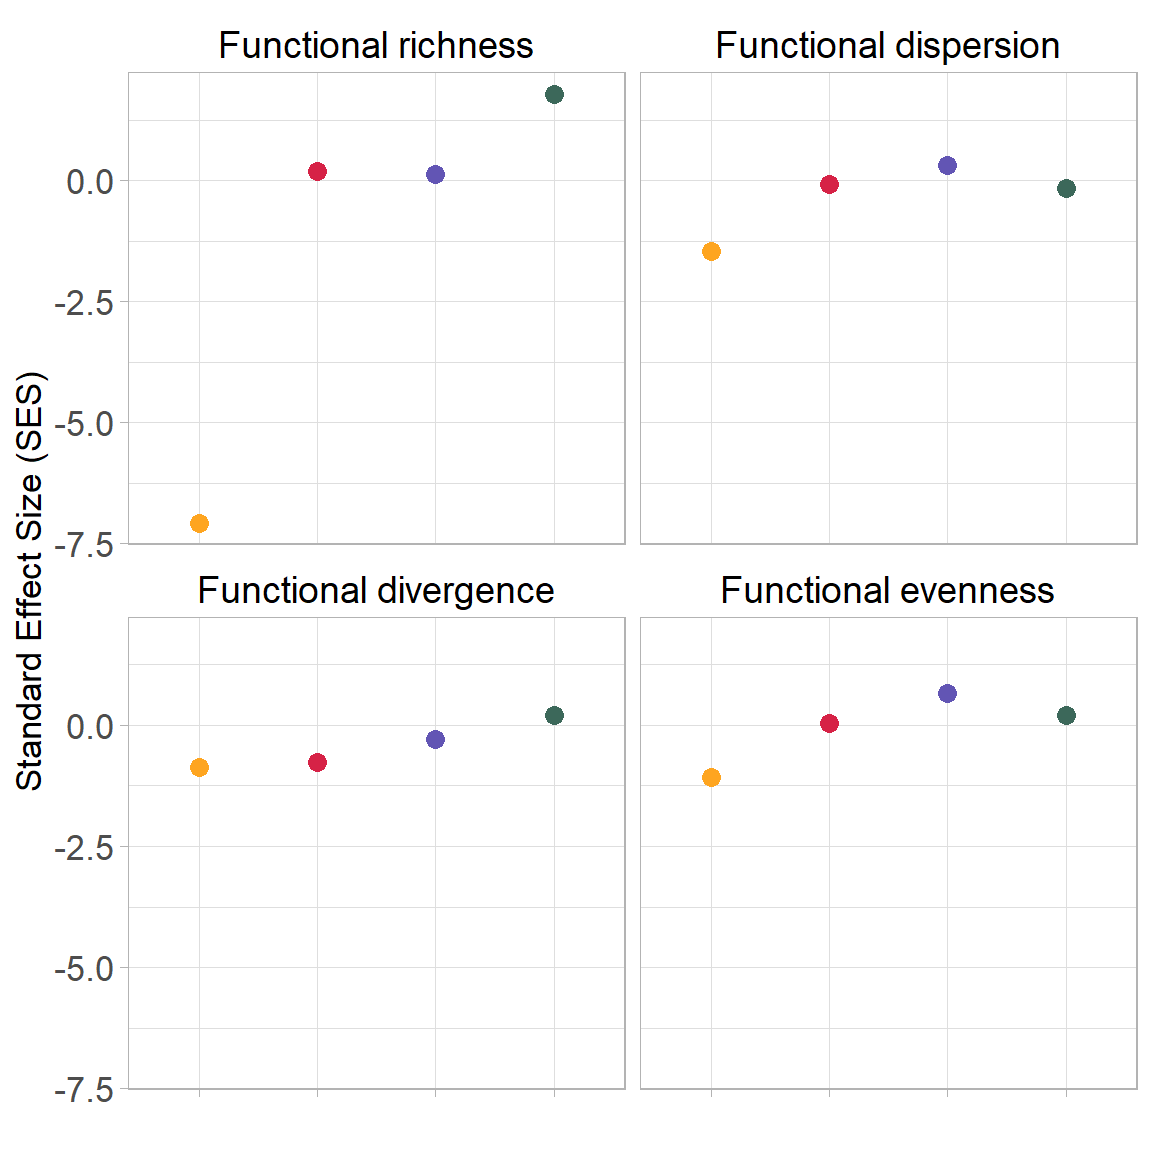 Functional richness
Functional dispersion
0.0
-2.5
-5.0
-7.5
Standard Effect Size (SES)
Functional divergence
Functional evenness
0.0
-2.5
-5.0
-7.5